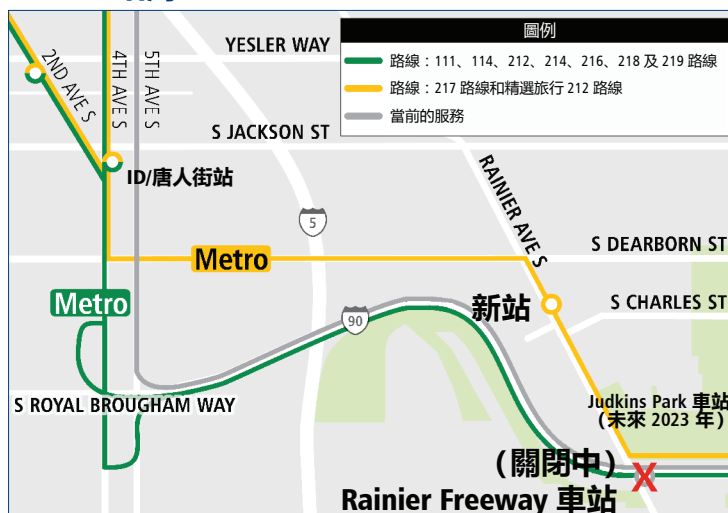 圖例
路線：111、114、212、214、216、218 及 219 路線
路線：217 路線和精選旅行 212 路線
當前的服務
YESLER WAY
2ND AVE S
4TH AVE S
5TH AVE S
S JACKSON ST
ID/唐人街站
RAINIER AVE S
5
S DEARBORN ST
Metro
Metro
新站
S CHARLES ST
90
S ROYAL BROUGHAM WAY
Judkins Park 車站
（未來 2023 年）
（關閉中）
X
Rainier Freeway 車站